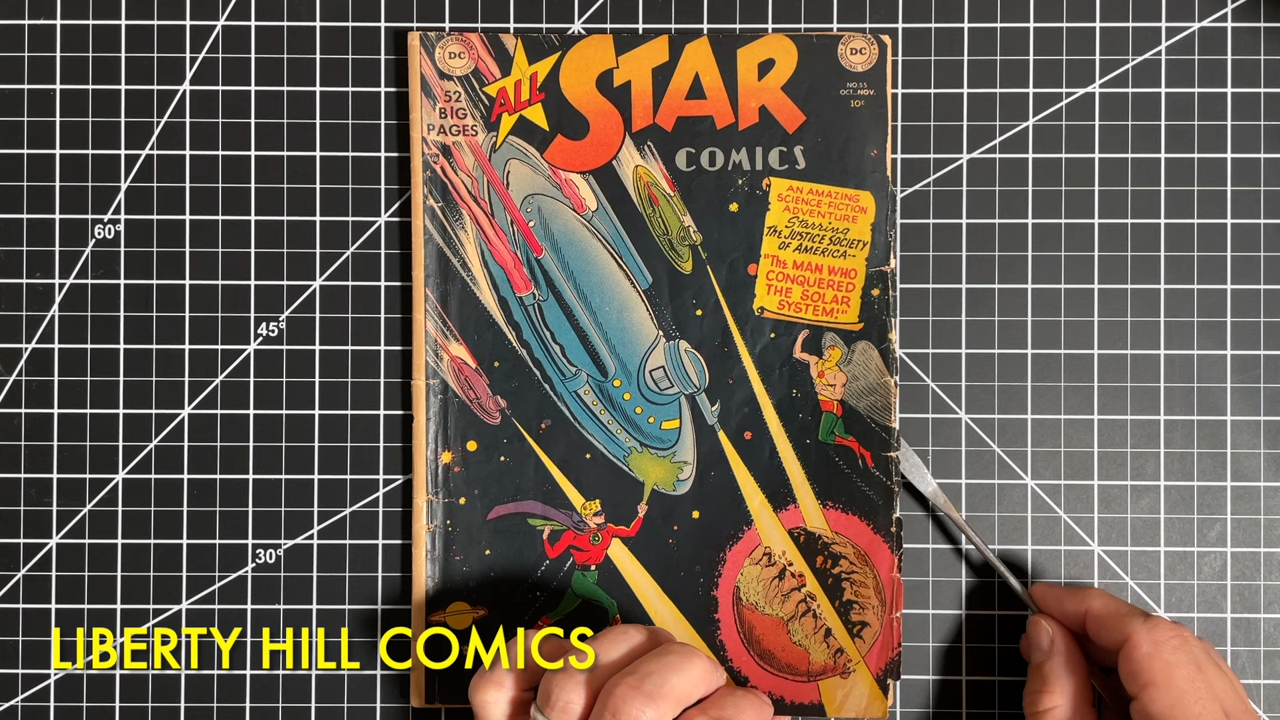 SUPERMAN
DC
NATIONAL COMICS
52
BIG
PAGES
ALL
STAR
COMICS
SUPERMAN
DC
NATIONAL COMICS
NO.55
OCT.-NOV.
10¢
AN AMAZING
SCIENCE-FICTION
ADVENTURE
Starring
THE JUSTICE SOCIETY
OF AMERICA--
"THE MAN WHO
CONQUERED
THE SOLAR
SYSTEM!"
60°
45°
30°
LIBERTY HILL COMICS